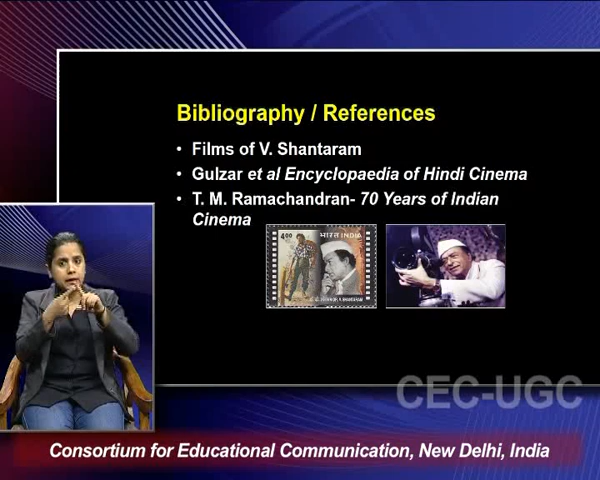 Bibliography / References
• Films of V. Shantaram
• Gulzar et al Encyclopaedia of Hindi Cinema
• T. M. Ramachandran- 70 Years of Indian
Cinema
4.00 भारत INDIA
CEC-UGC
Consortium for Educational Communication, New Delhi, India